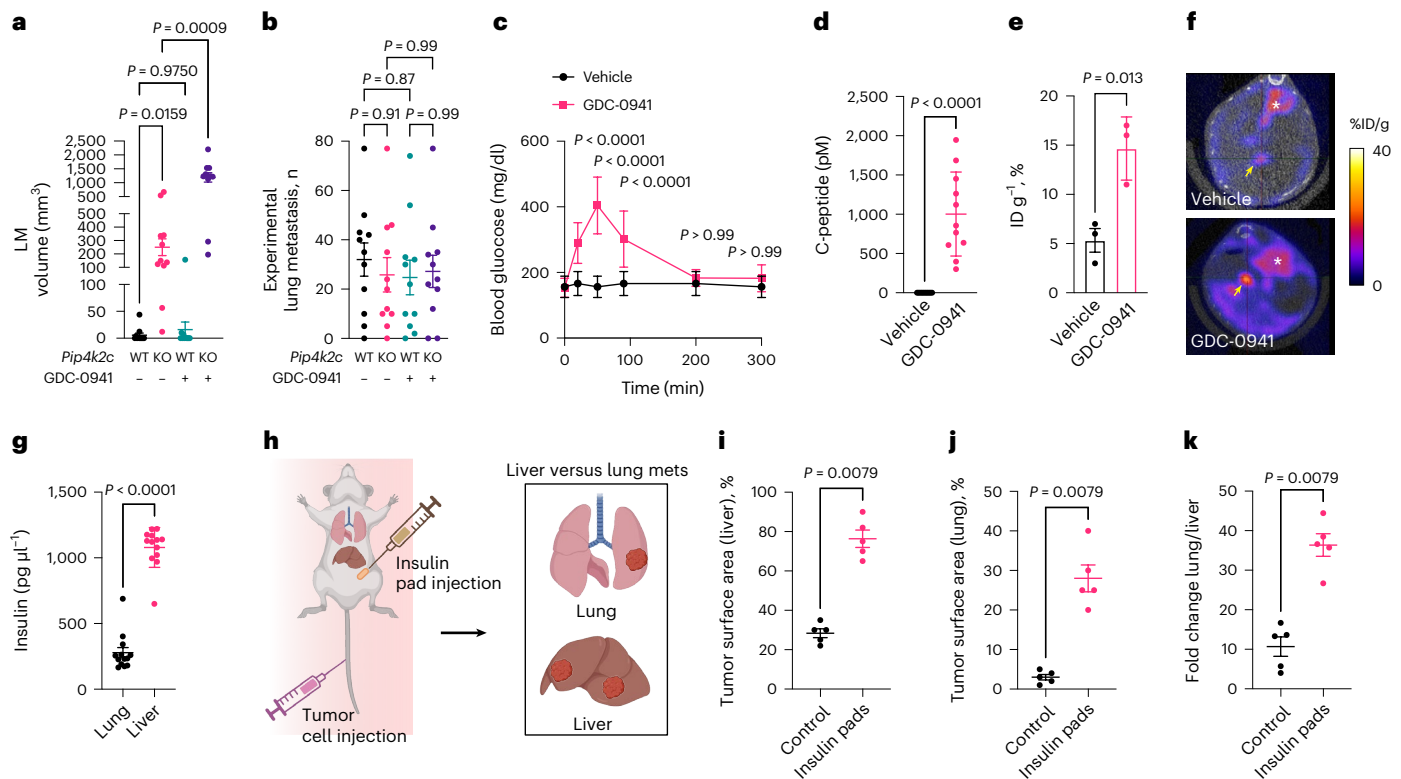 a
P = 0.0009
P = 0.9750
P = 0.0159
LM
volume (mm³)
2,500
2,000
1,500
1,000
500
500
400
300
200
100
100
50
0
Pip4k2c WT KO WT KO
GDC-0941 – – + +
b
P = 0.99
P = 0.87
P = 0.91 P = 0.99
Experimental
lung metastasis, n
80
60
40
20
0
Pip4k2c WT KO WT KO
GDC-0941 – – + +
c
Vehicle
GDC-0941
Blood glucose (mg/dl)
600
400
200
0
P < 0.0001
P < 0.0001
P < 0.0001
P > 0.99
P > 0.99
0 100 200 300
Time (min)
d
P < 0.0001
C-peptide (pM)
2,500
2,000
1,500
1,000
500
0
Vehicle
GDC-0941
e
P = 0.013
ID g⁻¹, %
20
15
10
5
0
Vehicle
GDC-0941
f
*
Vehicle
*
GDC-0941
%ID/g
40
0
g
P < 0.0001
Insulin (pg µl⁻¹)
1,500
1,000
500
0
Lung
Liver
h
Insulin
pad injection
Tumor
cell injection
Liver versus lung mets
Lung
Liver
i
P = 0.0079
Tumor surface area (liver), %
100
80
60
40
20
0
Control
Insulin pads
j
P = 0.0079
Tumor surface area (lung), %
50
40
30
20
10
0
Control
Insulin pads
k
P = 0.0079
Fold change lung/liver
50
40
30
20
10
0
Control
Insulin pads